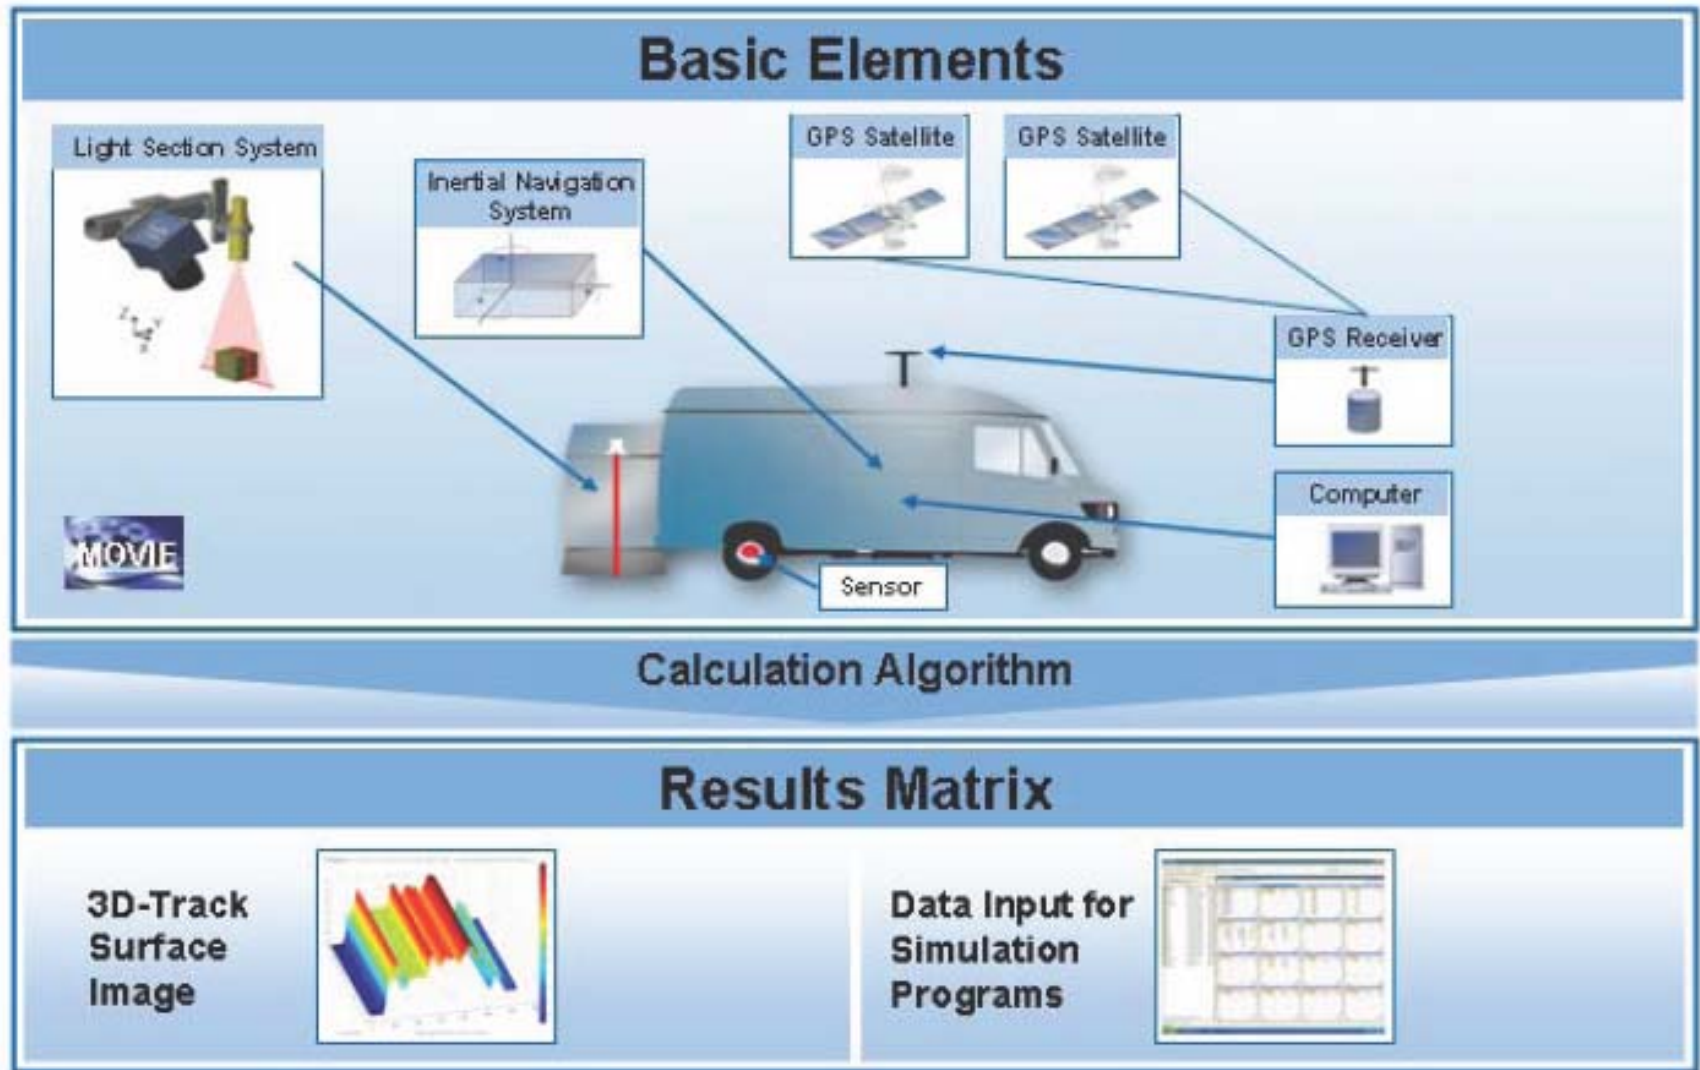 Basic Elements
Light Section System
Inertial Navigation
System
GPS Satellite
GPS Satellite
GPS Receiver
Computer
Sensor
MOVIE
Calculation Algorithm
Results Matrix
3D-Track
Surface
Image
Data Input for
Simulation
Programs